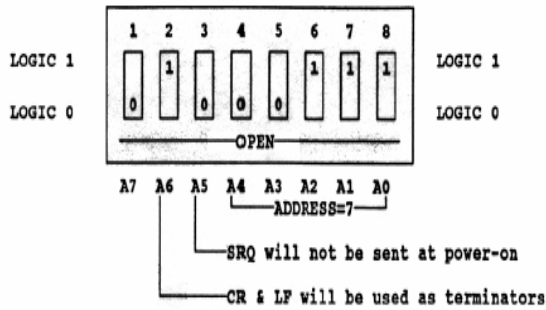 1 2 3 4 5 6 7 8
LOGIC 1 1 1 1 1 LOGIC 1
LOGIC 0 0 0 0 0 LOGIC 0
OPEN
A7 A6 A5 A4 A3 A2 A1 A0
ADDRESS=7
SRQ will not be sent at power-on
CR & LF will be used as terminators